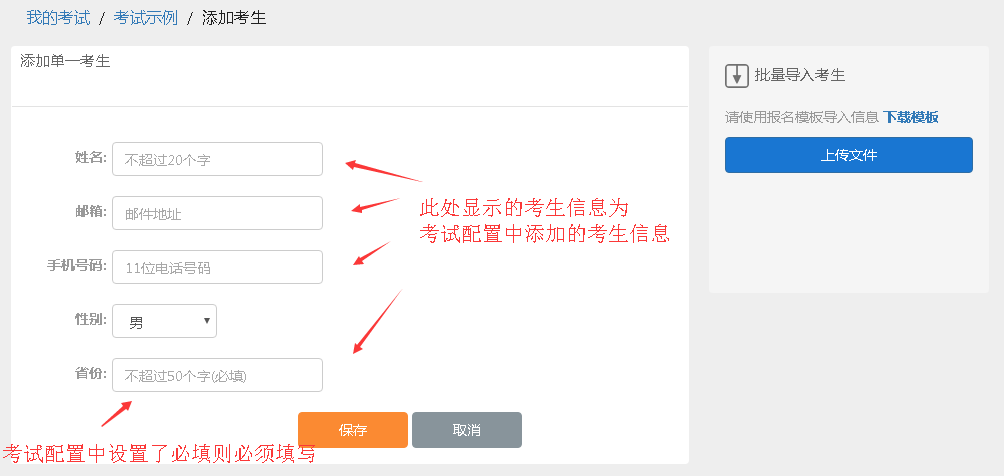 我的考试 / 考试示例 / 添加考生
添加单一考生
姓名: 不超过20个字
邮箱: 邮件地址
手机号码: 11位电话号码
性别: 男
省份: 不超过50个字(必填)
此处显示的考生信息为
考试配置中添加的考生信息
保存 取消
考试配置中设置了必填则必须填写
批量导入考生
请使用报名模板导入信息 下载模板
上传文件